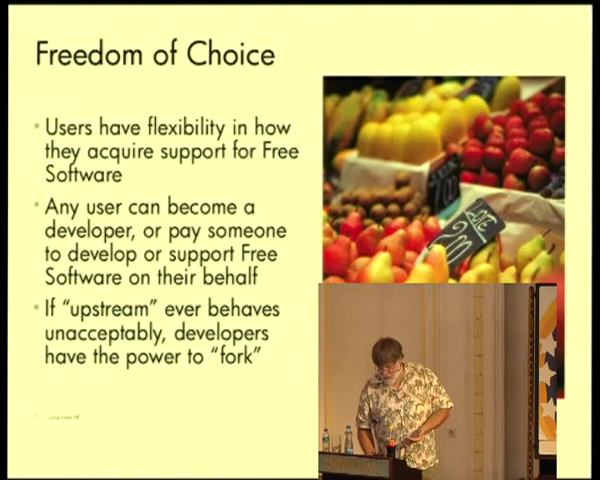 Freedom of Choice
Users have flexibility in how
they acquire support for Free
Software
Any user can become a
developer, or pay someone
to develop or support Free
Software on their behalf
If “upstream” ever behaves
unacceptably, developers
have the power to “fork”